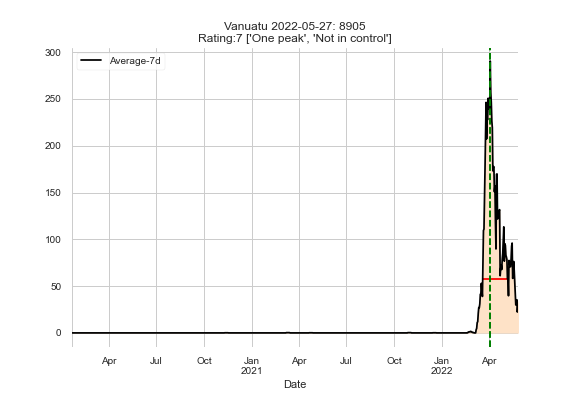 Vanuatu 2022-05-27: 8905
Rating:7 ['One peak', 'Not in control']
300
Average-7d
250
200
150
100
50
0
Apr Jul Oct Jan Apr Jul Oct Jan Apr
2021 2022
Date